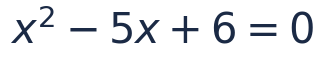 x² − 5x + 6 = 0